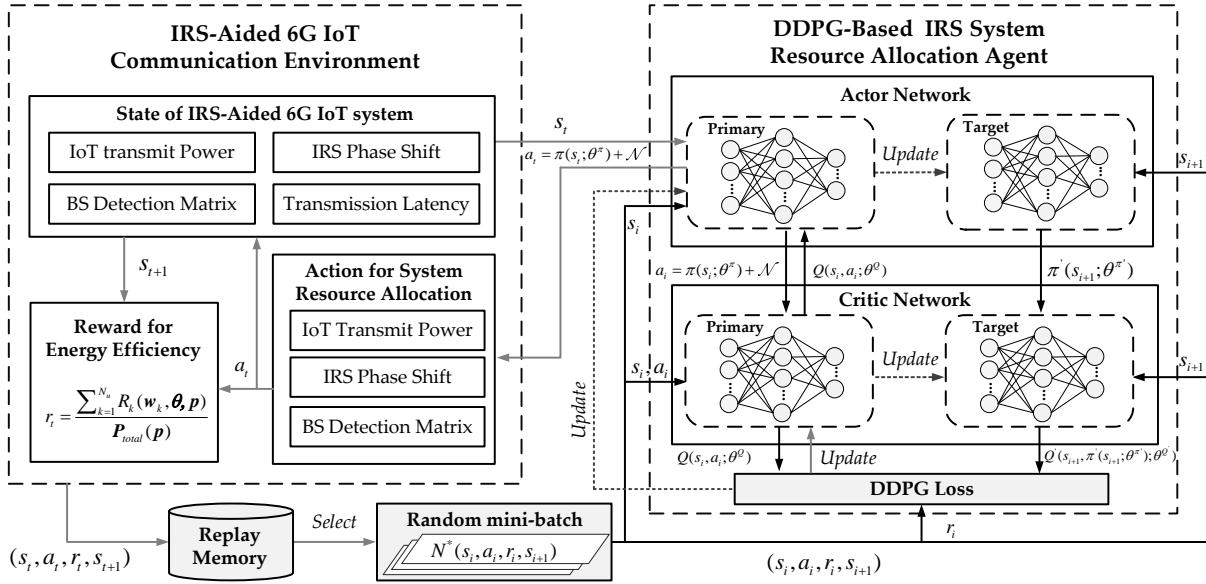 IRS-Aided 6G IoT
Communication Environment
State of IRS-Aided 6G IoT system
IoT transmit Power
IRS Phase Shift
BS Detection Matrix
Transmission Latency
s_{t+1}
Reward for
Energy Efficiency
r_t = \frac{\sum_{k=1}^{N_u} R_k(w_k, θ, p)}{P_{total}(p)}
a_t
Action for System
Resource Allocation
IoT Transmit Power
IRS Phase Shift
BS Detection Matrix
s_t
a_t = π(s_t; θ^π) + 𝒩
DDPG-Based IRS System
Resource Allocation Agent
Actor Network
Primary
Update
Target
s_{i+1}
s_i
a_i = π(s_i; θ^π) + 𝒩
Q(s_i, a_i; θ^Q)
π'(s_{i+1}; θ^{π'})
Critic Network
Primary
Update
Target
s_{i+1}
s_i, a_i
Update
Q(s_i, a_i; θ^Q)
Update
Q'(s_{i+1}, π'(s_{i+1}; θ^{π'}); θ^{Q'})
DDPG Loss
r_i
(s_t, a_t, r_t, s_{t+1})
Replay
Memory
Select
Random mini-batch
N^*(s_i, a_i, r_i, s_{i+1})
(s_i, a_i, r_i, s_{i+1})